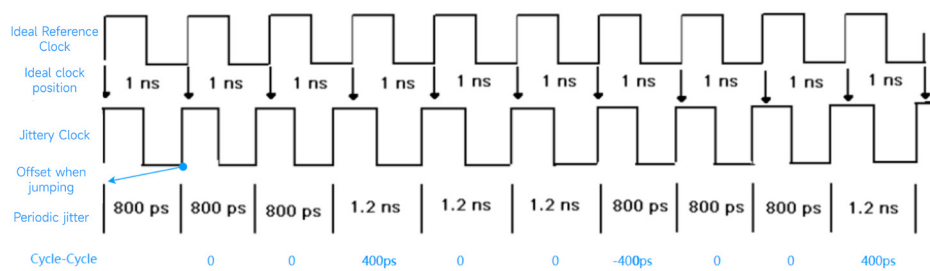 Ideal Reference
Clock
Ideal clock
position
1 ns 1 ns 1 ns 1 ns 1 ns 1 ns 1 ns 1 ns 1 ns 1 ns
Jittery Clock
Offset when
jumping
Periodic jitter
800 ps 800 ps 800 ps 1.2 ns 1.2 ns 1.2 ns 800 ps 800 ps 800 ps 1.2 ns
Cycle-Cycle 0 0 400ps 0 0 -400ps 0 0 400ps